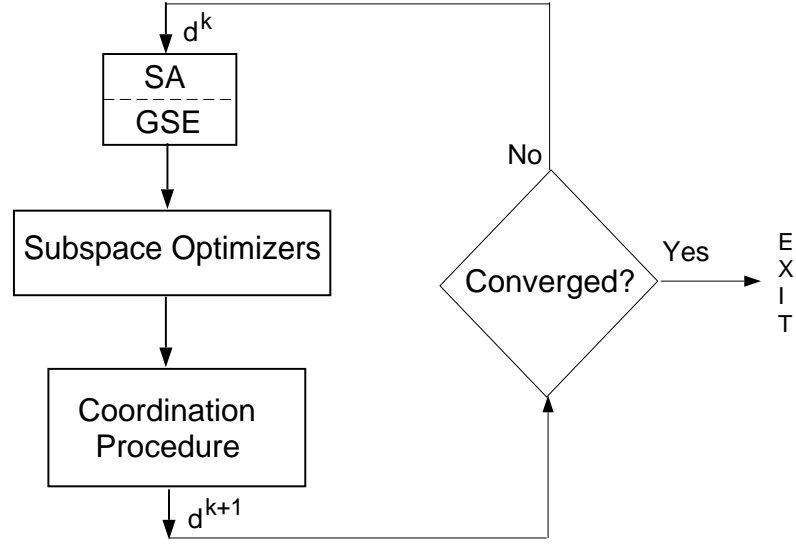 d^k
SA
GSE
Subspace Optimizers
Coordination
Procedure
d^{k+1}
No
Converged?
Yes
E
X
I
T